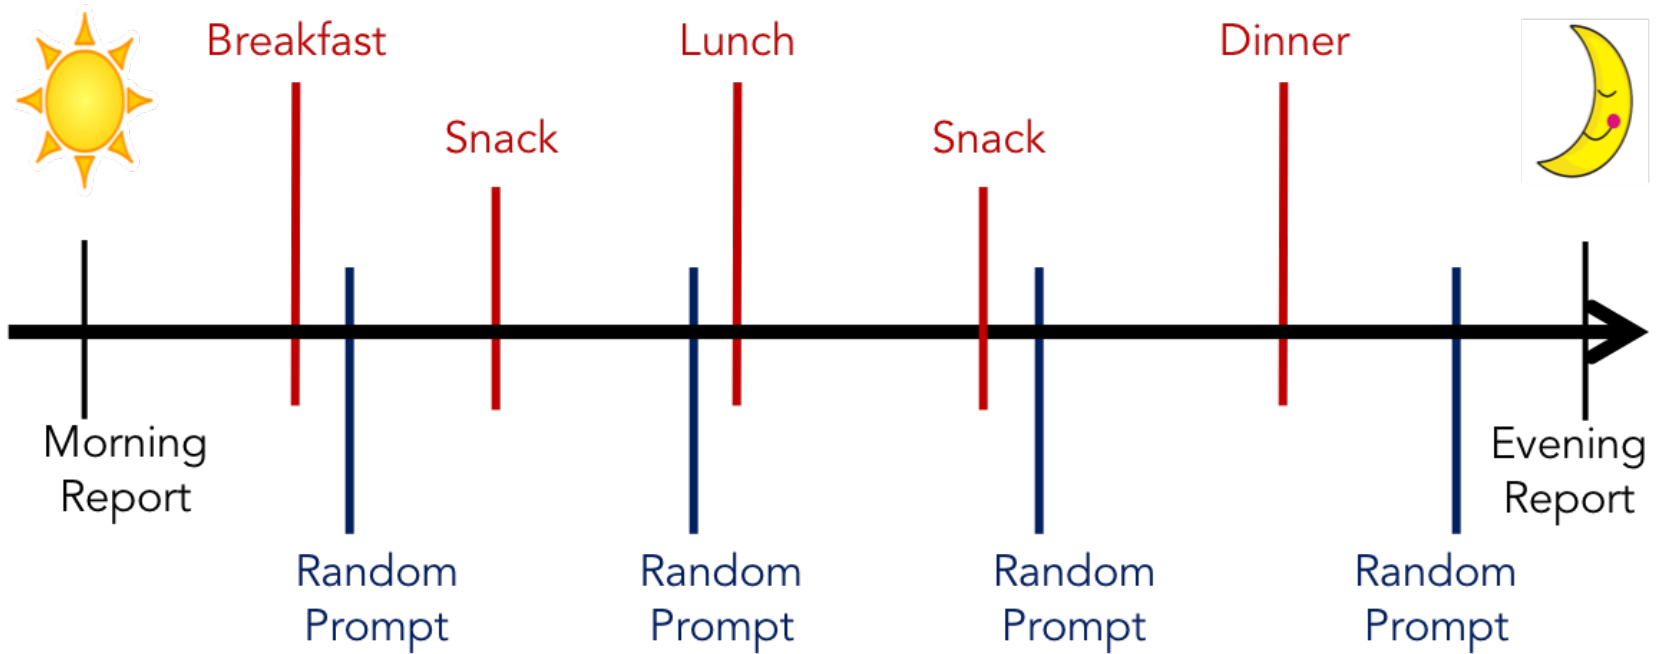 Breakfast
Lunch
Dinner
Snack
Snack
Morning
Report
Evening
Report
Random
Prompt
Random
Prompt
Random
Prompt
Random
Prompt